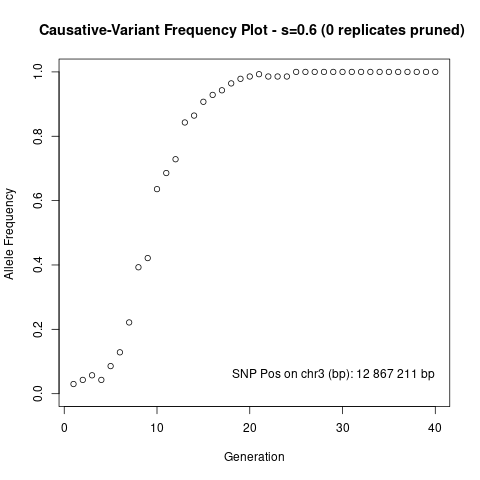 Causative-Variant Frequency Plot - s=0.6 (0 replicates pruned)
Allele Frequency
1.0
0.8
0.6
0.4
0.2
0.0
SNP Pos on chr3 (bp): 12 867 211 bp
0 10 20 30 40
Generation